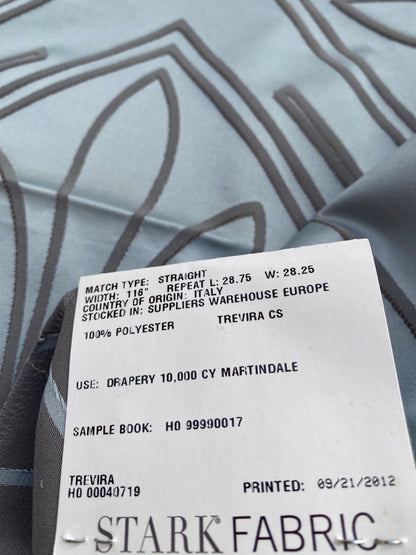 MATCH TYPE: STRAIGHT
WIDTH: 116" REPEAT L: 28.75 W: 28.25
COUNTRY OF ORIGIN: ITALY
STOCKED IN: SUPPLIERS WAREHOUSE EUROPE
100% POLYESTER TREVIRA CS
USE: DRAPERY 10,000 CY MARTINDALE
SAMPLE BOOK: H0 99990017
TREVIRA
H0 00040719 PRINTED: 09/21/2012
STARK® FABRIC